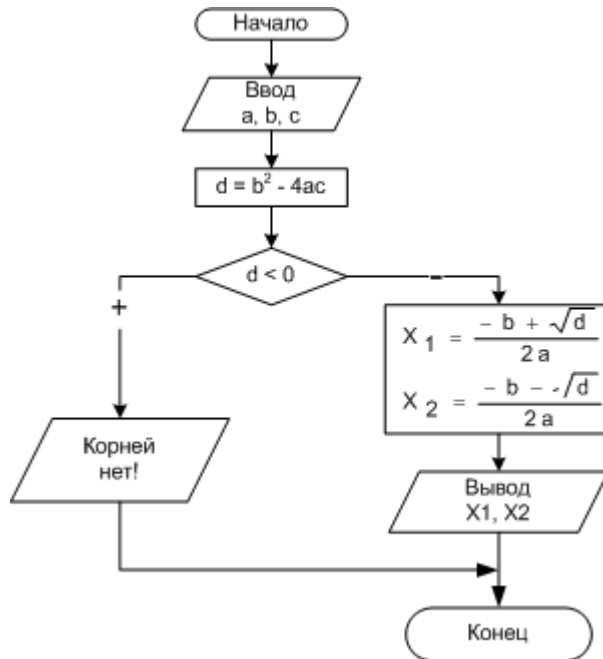 Начало
Ввод
a, b, c
d = b² - 4ac
d < 0
+
-
X₁ = (- b + √d) / 2a
X₂ = (- b - √d) / 2a
Корней
нет!
Вывод
X1, X2
Конец